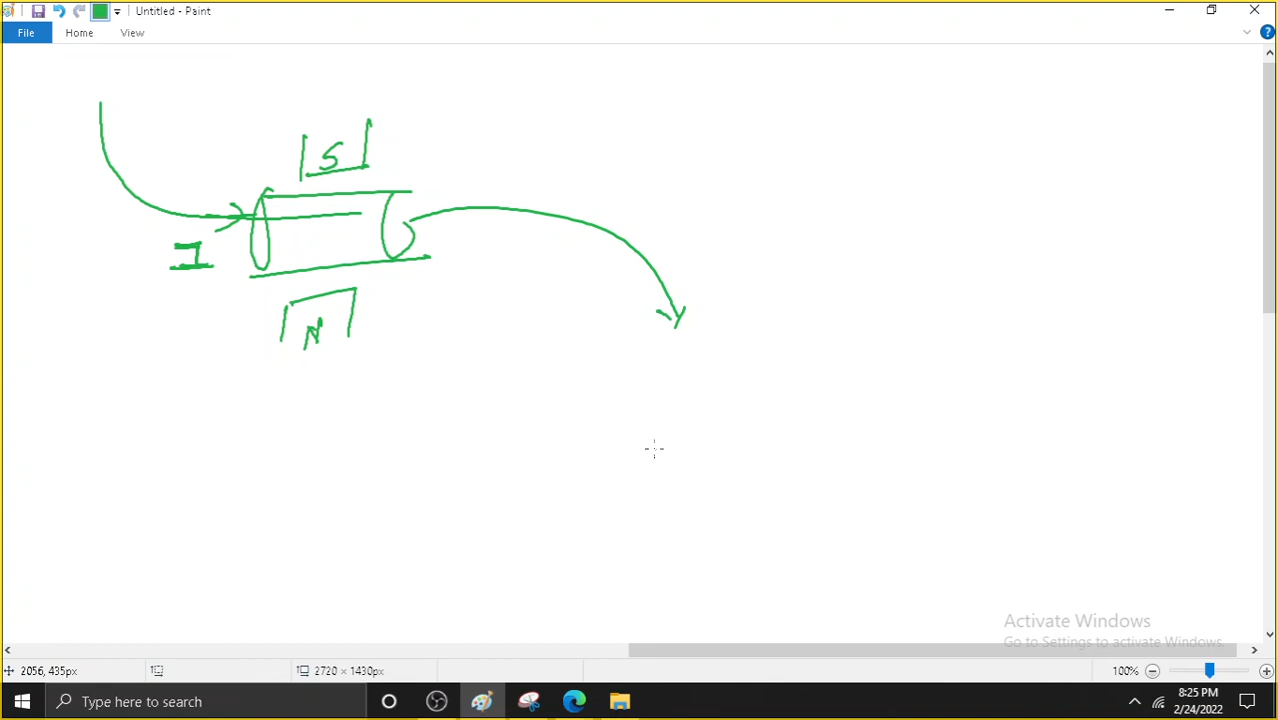 Untitled - Paint
File Home View
S
I
N
Activate Windows
Go to Settings to activate Windows.
2056, 435px
2720 × 1430px
100%
Type here to search
8:25 PM
2/24/2022